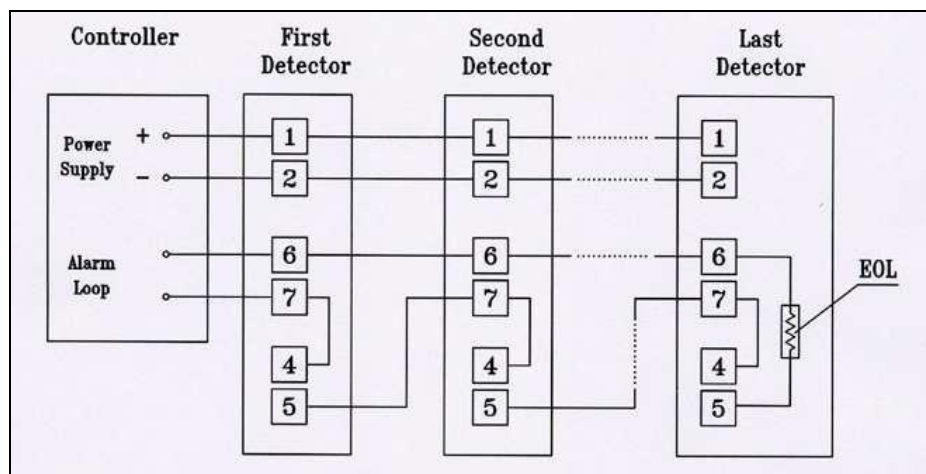 Controller
First
Detector
Second
Detector
Last
Detector
Power
Supply
+
−
Alarm
Loop
1
2
6
7
4
5
1
2
6
7
4
5
1
2
6
7
4
5
EOL